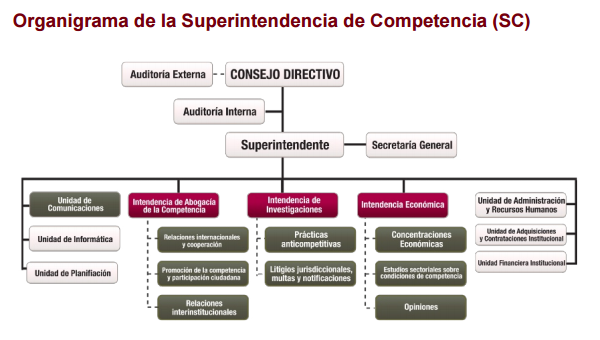 Organigrama de la Superintendencia de Competencia (SC)
Auditoría Externa
CONSEJO DIRECTIVO
Auditoría Interna
Superintendente
Secretaría General
Unidad de
Comunicaciones
Intendencia de Abogacía
de la Competencia
Intendencia de
Investigaciones
Intendencia Económica
Unidad de Administración
y Recursos Humanos
Unidad de Informática
Relaciones internacionales
y cooperación
Prácticas
anticompetitivas
Concentraciones
Económicas
Unidad de Adquisiciones
y Contrataciones Institucional
Unidad de Planifiación
Promoción de la competencia
y participación ciudadana
Litigios jurisdiccionales,
multas y notificaciones
Estudios sectoriales sobre
condiciones de competencia
Unidad Financiera Institucional
Relaciones
interinstitucionales
Opiniones